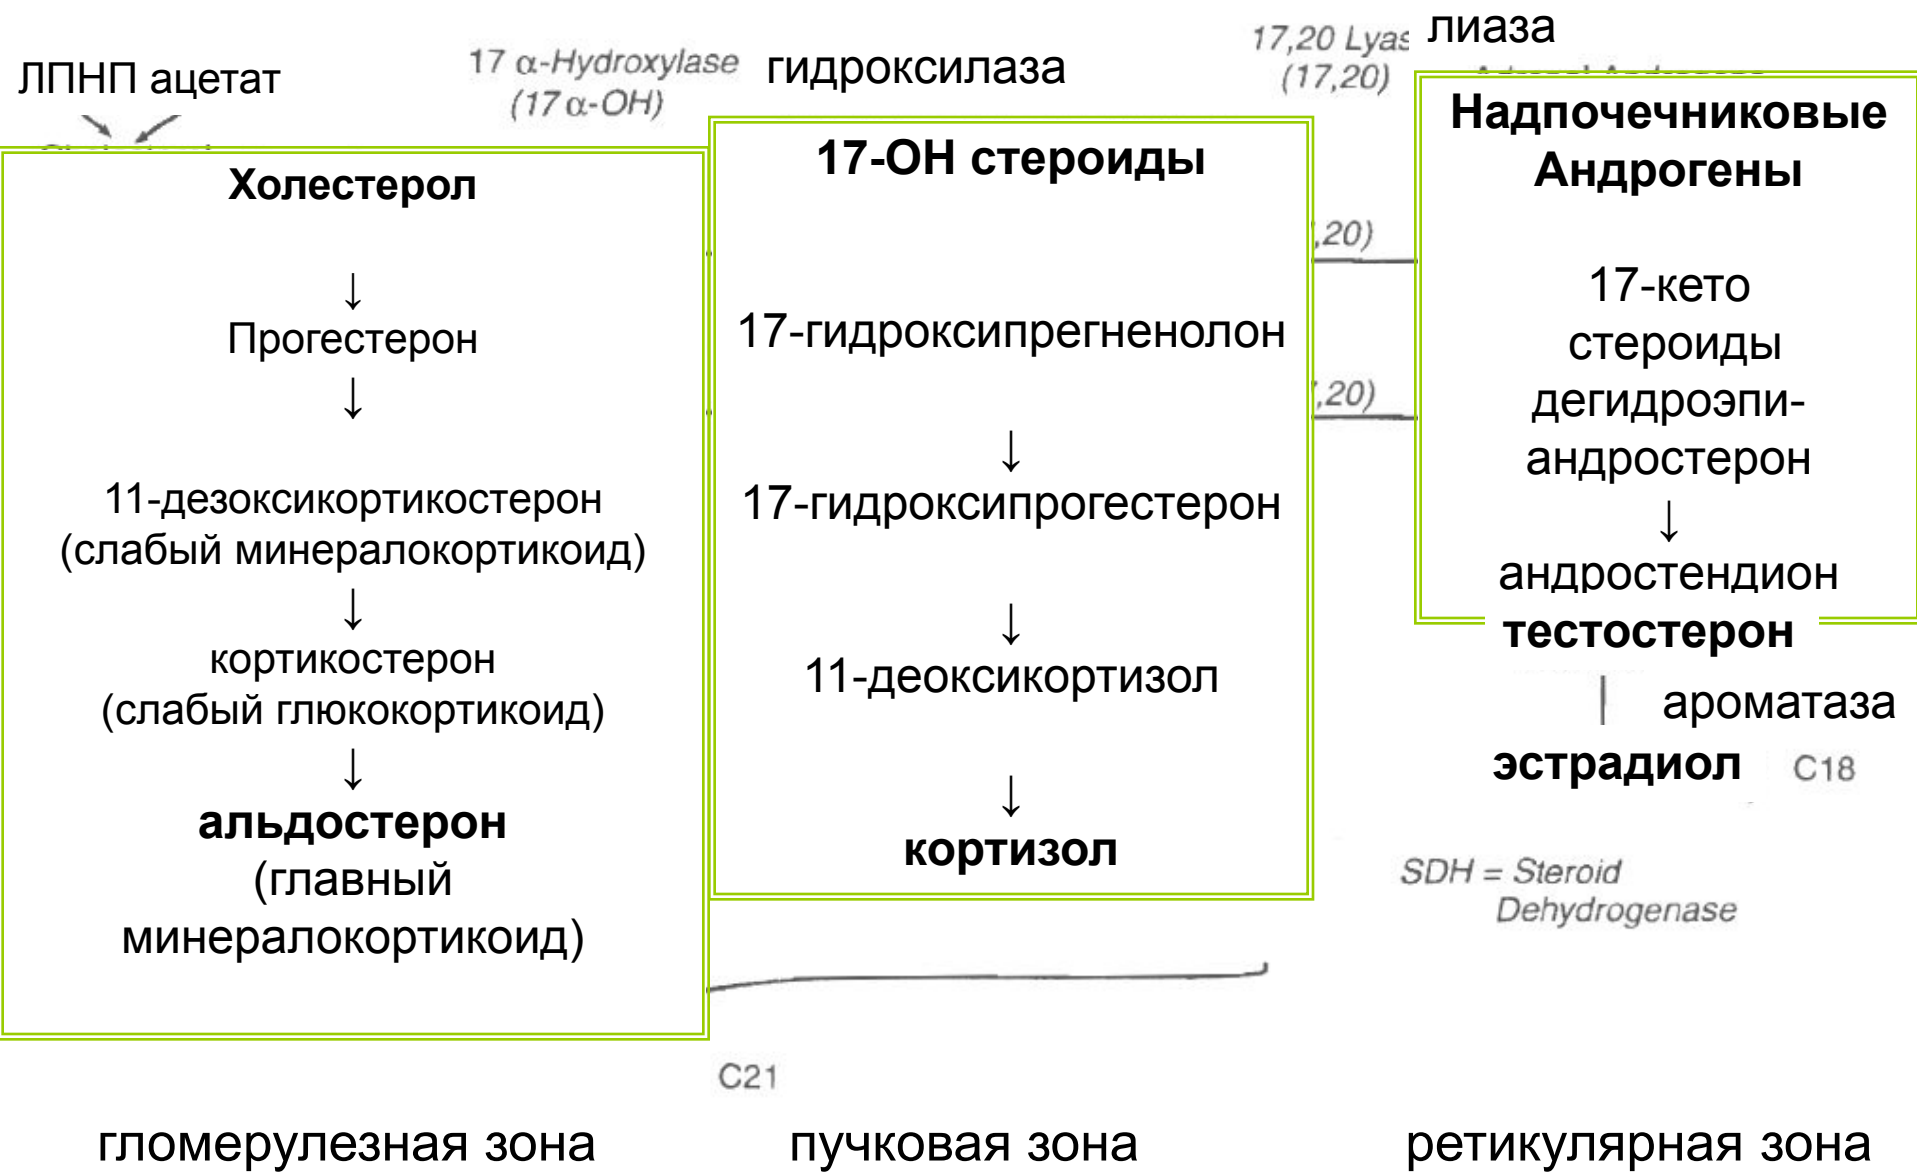 ЛПНП ацетат
17 α-Hydroxylase
(17 α-OH)
гидроксилаза
17,20
(17,20)
лиаза
Холестерол
↓
Прогестерон
↓
11-дезоксикортикостерон
(слабый минералокортикоид)
↓
кортикостерон
(слабый глюкокортикоид)
↓
альдостерон
(главный
минералокортикоид)
17-ОН стероиды
17-гидроксипрегненолон
↓
17-гидроксипрогестерон
↓
11-деоксикортизол
↓
кортизол
,20)
,20)
Надпочечниковые
Андрогены
17-кето
стероиды
дегидроэпи-
андростерон
↓
андростендион
тестостерон
ароматаза
эстрадиол
C18
SDH = Steroid
Dehydrogenase
C21
гломерулезная зона
пучковая зона
ретикулярная зона